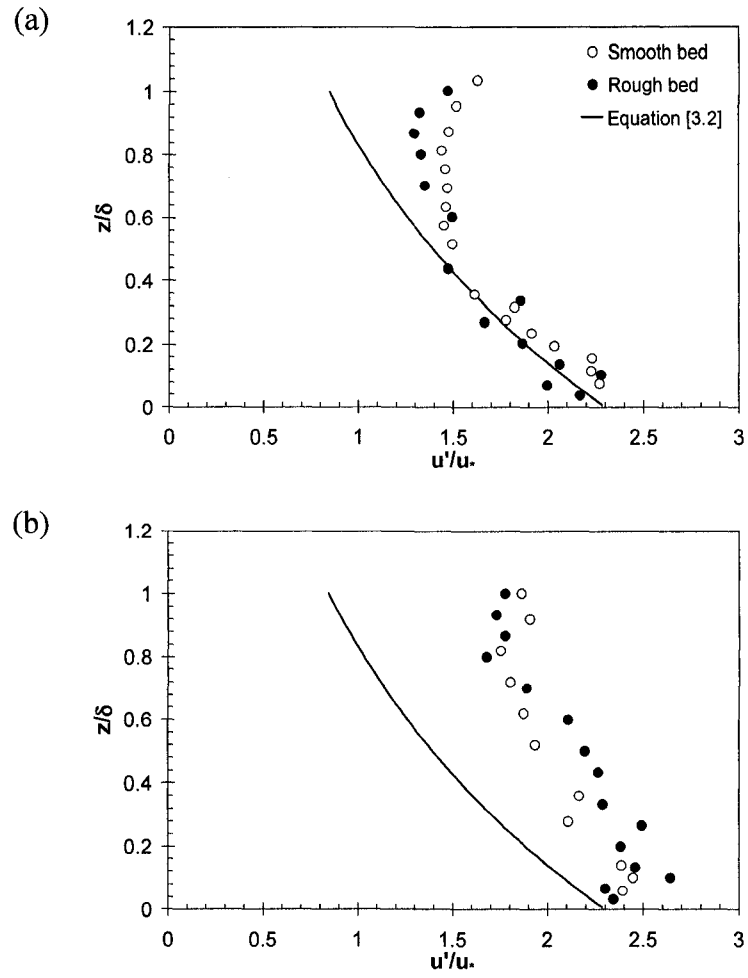 (a)
1.2
1
0.8
0.6
0.4
0.2
0
z/δ
0 0.5 1 1.5 2 2.5 3
u'/u*
○ Smooth bed
● Rough bed
— Equation [3.2]
(b)
1.2
1
0.8
0.6
0.4
0.2
0
z/δ
0 0.5 1 1.5 2 2.5 3
u'/u*